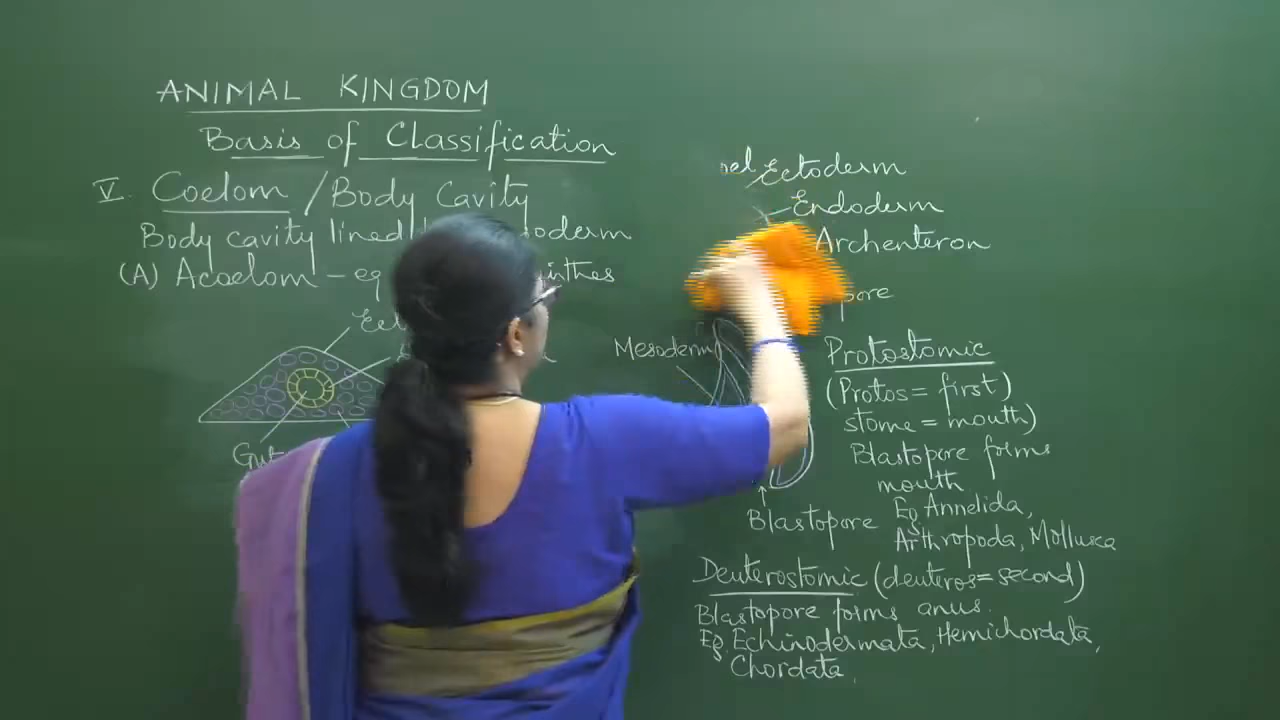 ANIMAL KINGDOM
Basis of Classification
V. Coelom / Body Cavity
Body cavity lined
(A) Acoelom - eg
Gut
Ectoderm
Endoderm
Archenteron
Mesoderm
Blastopore
Protostomic
(Protos = first)
stome = mouth)
Blastopore forms
mouth
Eg Annelida,
Arthropoda, Mollusca
Deuterostomic (deuteros = second)
Blastopore forms anus.
Eg Echinodermata, Hemichordata,
Chordata,